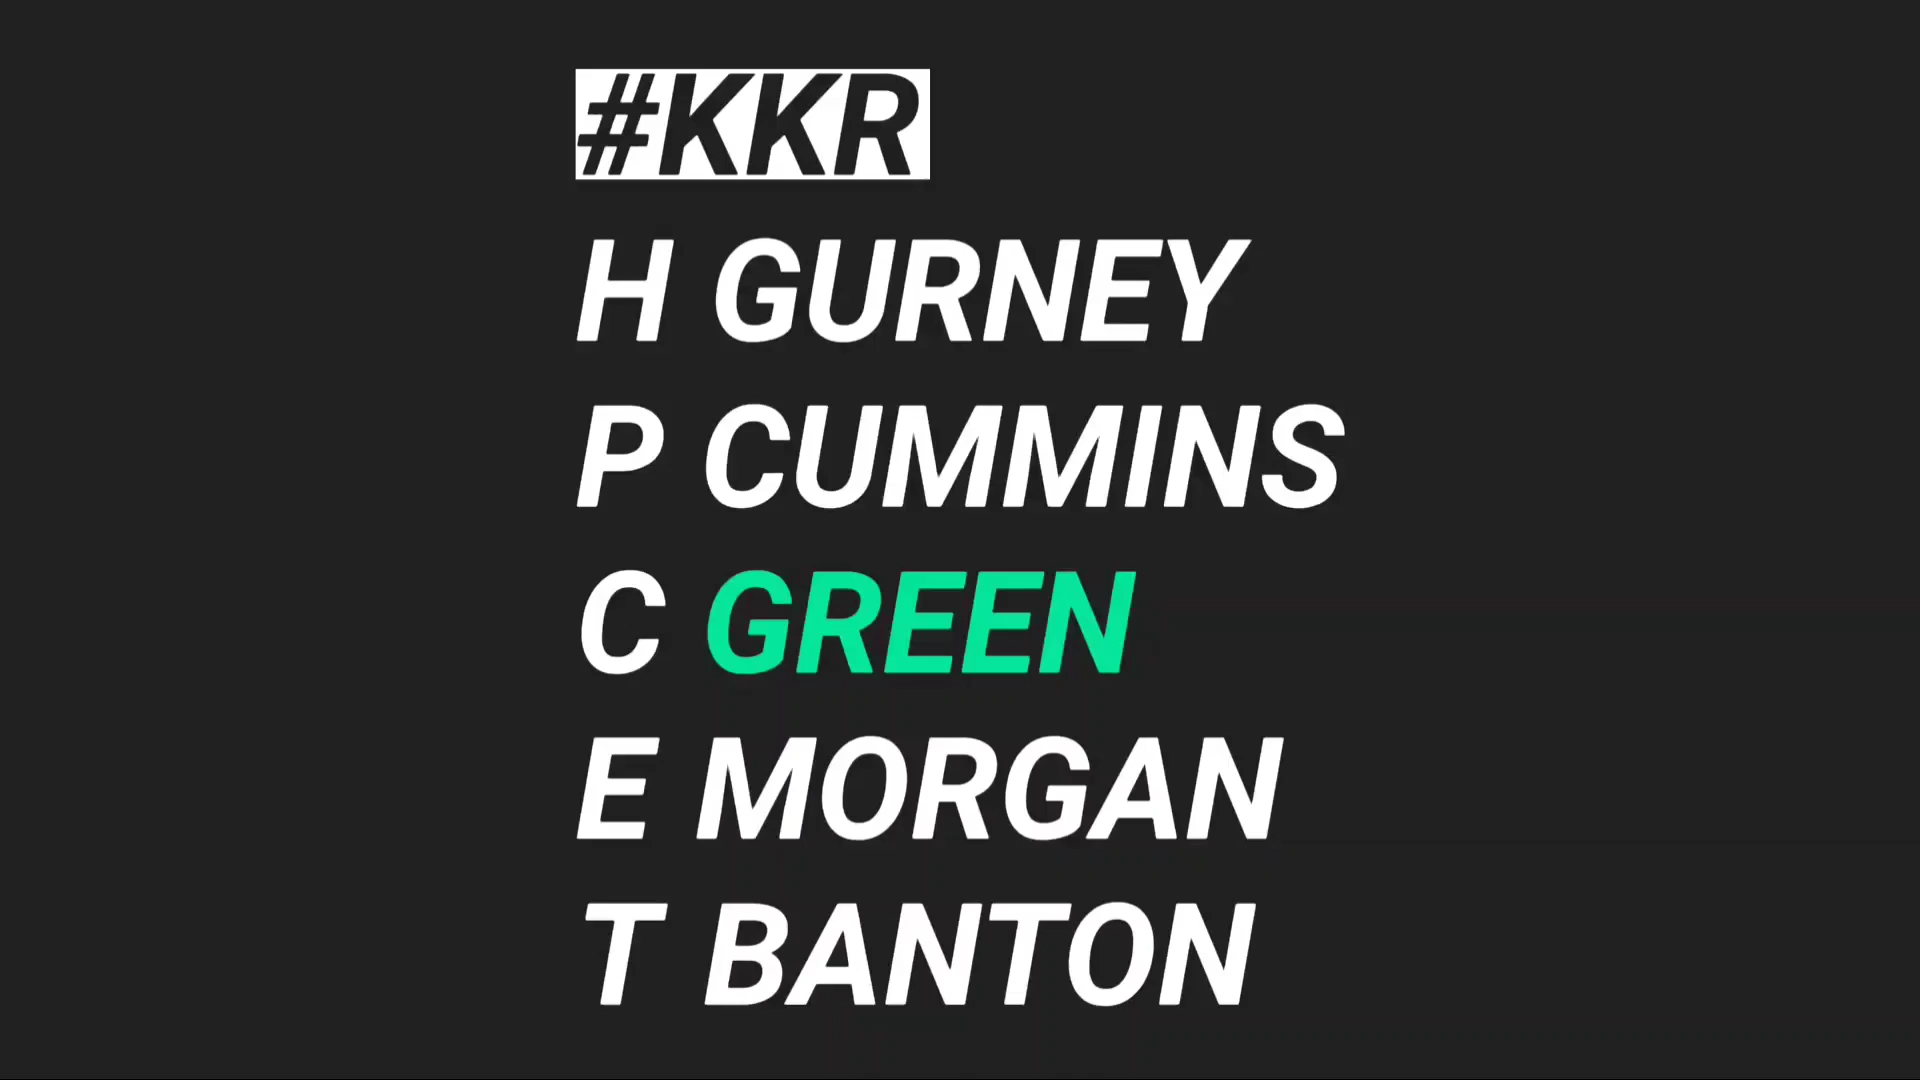 #KKR
H GURNEY
P CUMMINS
C GREEN
E MORGAN
T BANTON